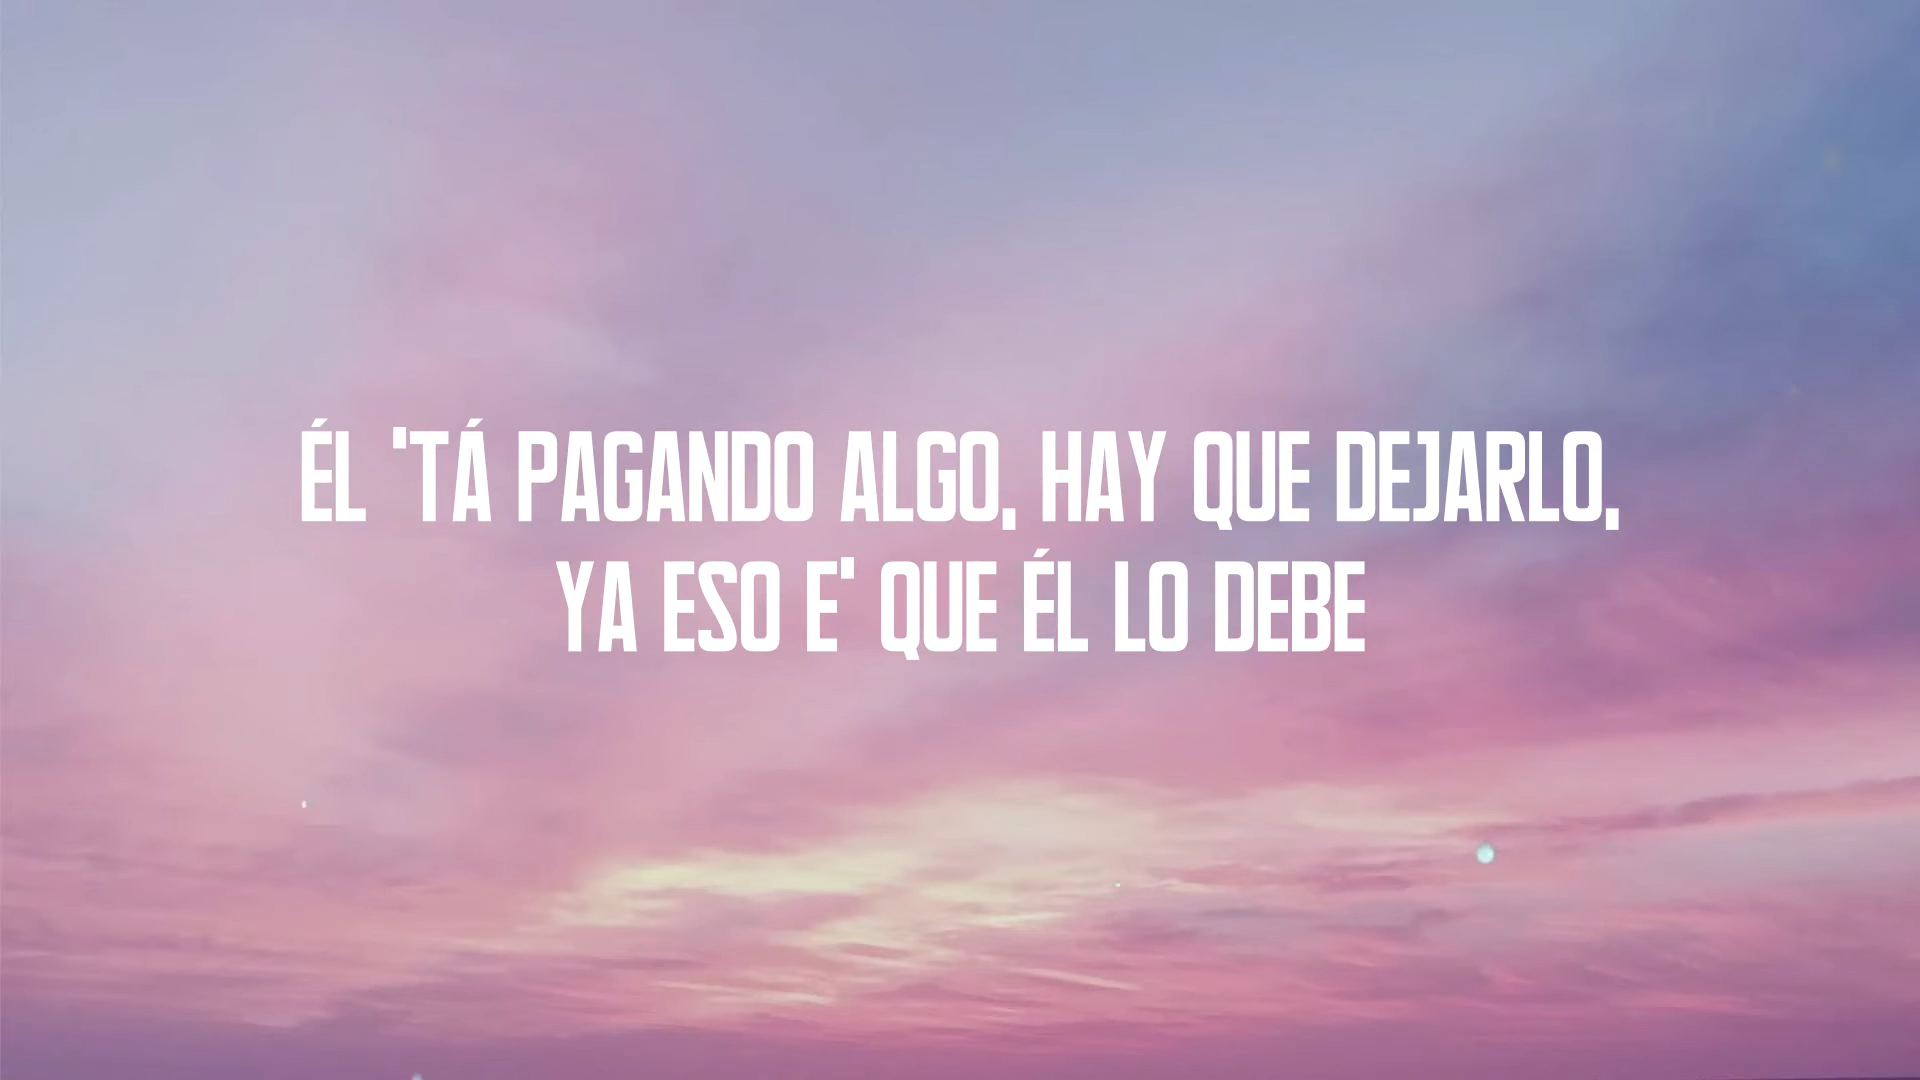 ÉL 'TÁ PAGANDO ALGO, HAY QUE DEJARLO,
YA ESO E' QUE ÉL LO DEBE